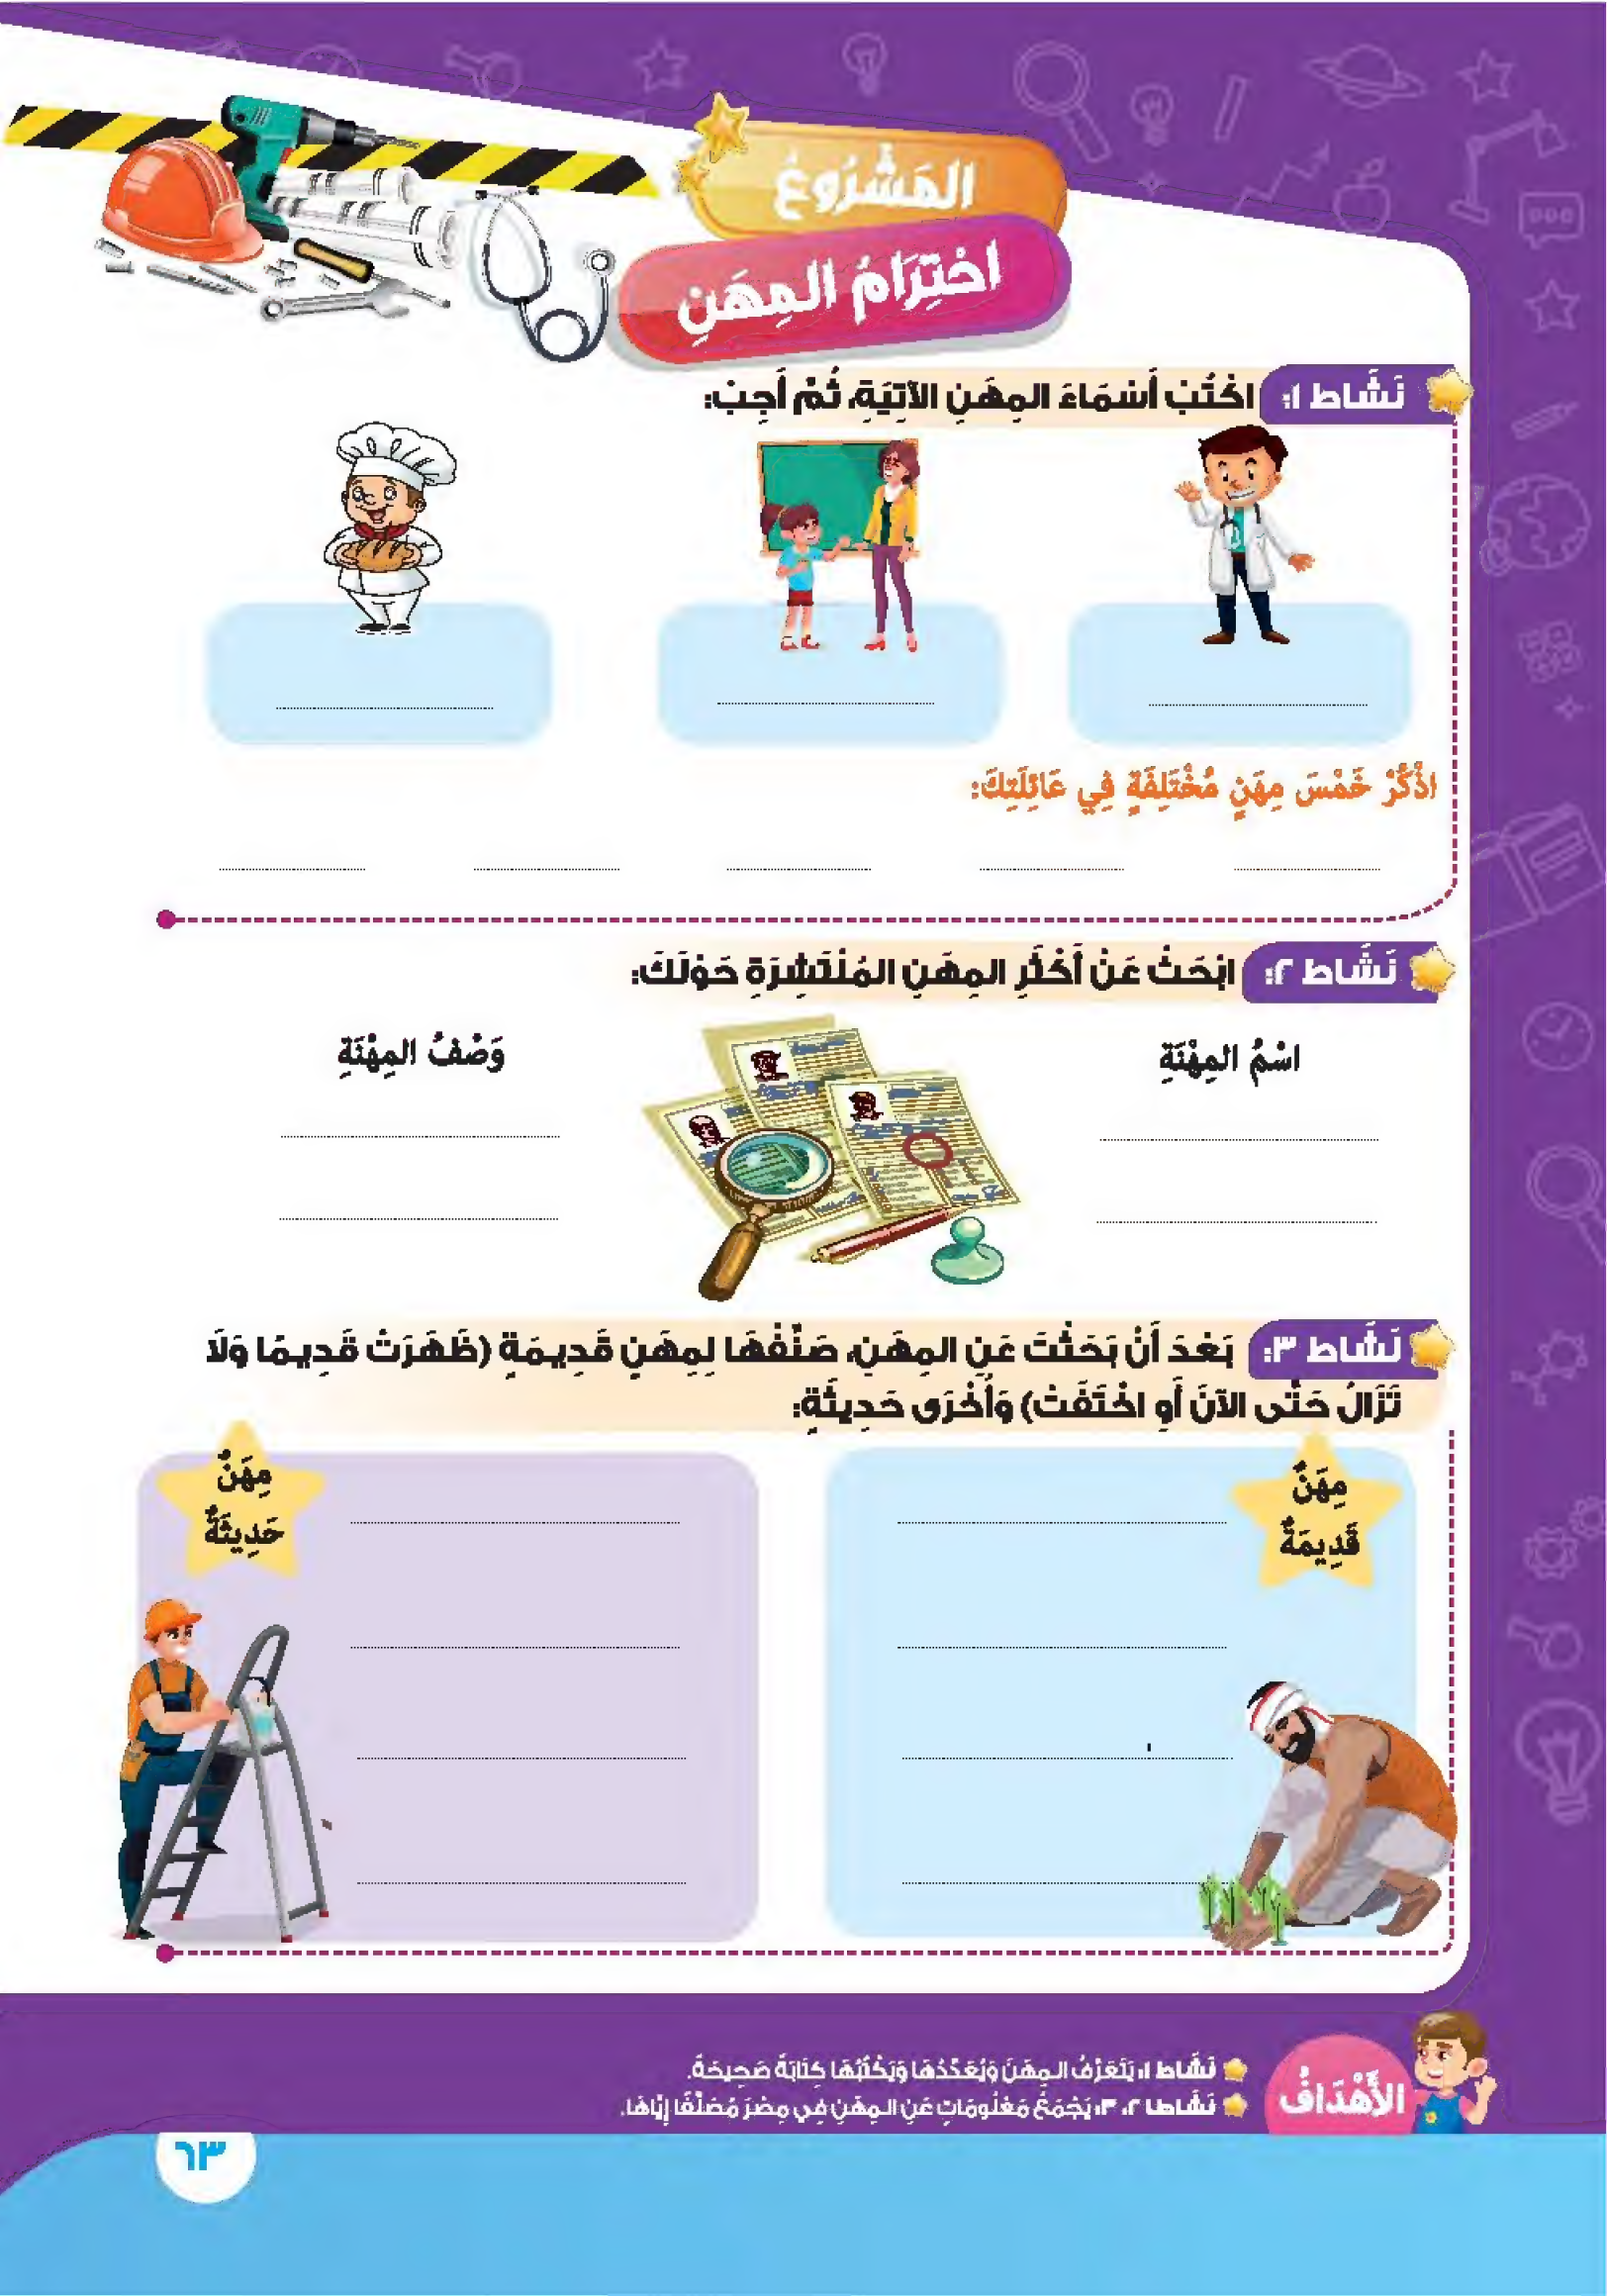 المَشْرُوعُ
احْتِرَامُ المِهَنِ
نَشَاط ١: اكْتُبْ أَسْمَاءَ المِهَنِ الآتِيَةِ، ثُمَّ أَجِبْ:
اذْكُرْ خَمْسَ مِهَنٍ مُخْتَلِفَةٍ فِي عَائِلَتِكَ:
نَشَاط ٢: ابْحَثْ عَنْ أَكْثَرِ المِهَنِ المُنْتَشِرَةِ حَوْلَكَ:
اسْمُ المِهْنَةِ
وَصْفُ المِهْنَةِ
نَشَاط ٣: بَعْدَ أَنْ بَحَثْتَ عَنِ المِهَنِ، صَنِّفْهَا لِمِهَنٍ قَدِيمَةٍ (ظَهَرَتْ قَدِيمًا وَلَا
تَزَالُ حَتَّى الآنَ أَوِ اخْتَفَتْ) وَأُخْرَى حَدِيثَةٍ:
مِهَنٌ
قَدِيمَةٌ
مِهَنٌ
حَدِيثَةٌ
الأَهْدَافُ
نَشَاط ١: يَتَعَرَّفُ المِهَنَ وَيُعَدِّدُهَا وَيَكْتُبُهَا كِتَابَةً صَحِيحَةً.
نَشَاطا ٢، ٣: يَجْمَعُ مَعْلُومَاتٍ عَنِ المِهَنِ فِي مِصْرَ مُصَنِّفًا إِيَّاهَا.
٦٣